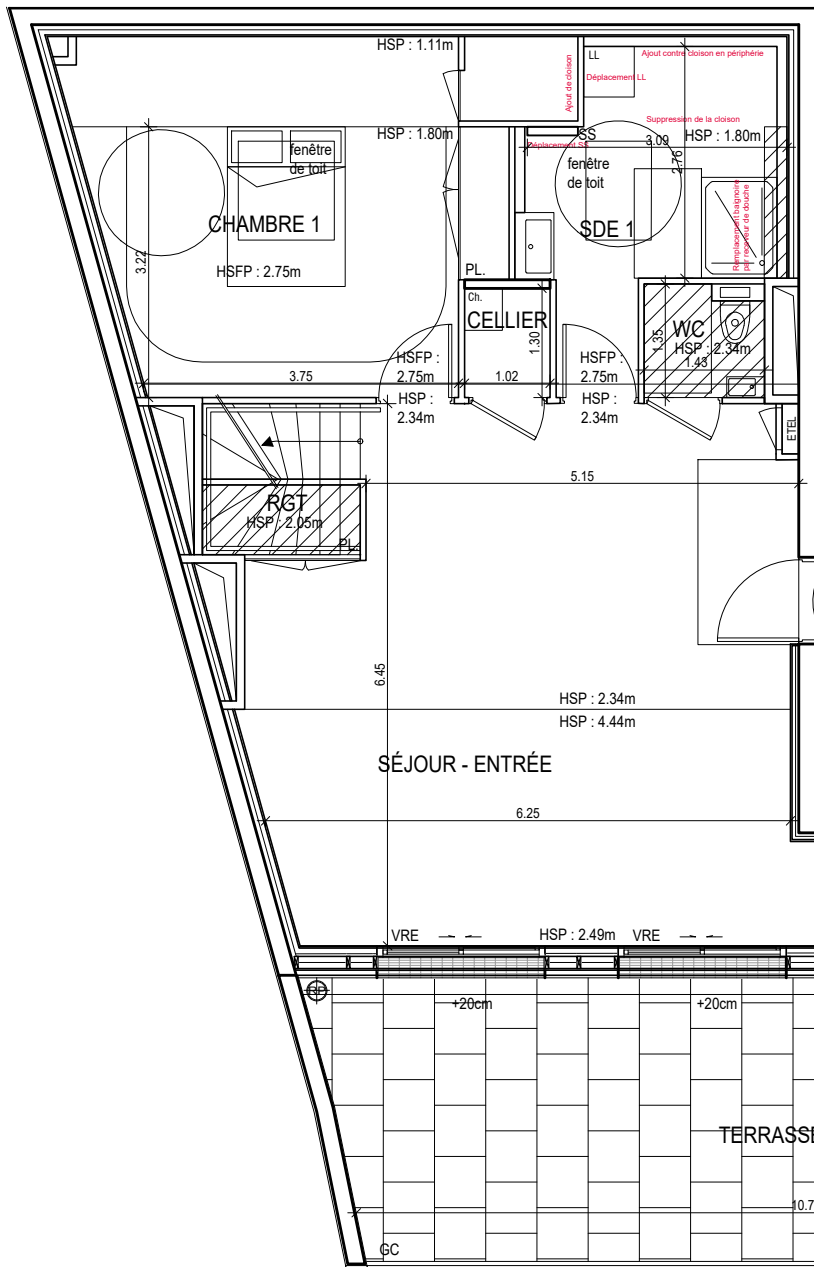 HSP : 1.11m
LL
Ajout contre cloison en périphérie
Ajout de cloison
Déplacement LL
Suppression de la cloison
HSP : 1.80m
SS
3.09
HSP : 1.80m
Déplacement SS
2.76
fenêtre
de toit
fenêtre
de toit
Remplacement baignoire
par receveur de douche
CHAMBRE 1
SDE 1
3.22
HSFP : 2.75m
PL.
Ch.
CELLIER
1.30
WC
1.35
HSP : 2.34m
1.43
HSFP :
2.75m
HSFP :
2.75m
3.75
1.02
HSP :
2.34m
HSP :
2.34m
ETEL
5.15
RGT
HSP : 2.05m
PL.
6.45
HSP : 2.34m
HSP : 4.44m
SÉJOUR - ENTRÉE
6.25
VRE
HSP : 2.49m
VRE
EP
+20cm
+20cm
TERRASSE
10.7
GC